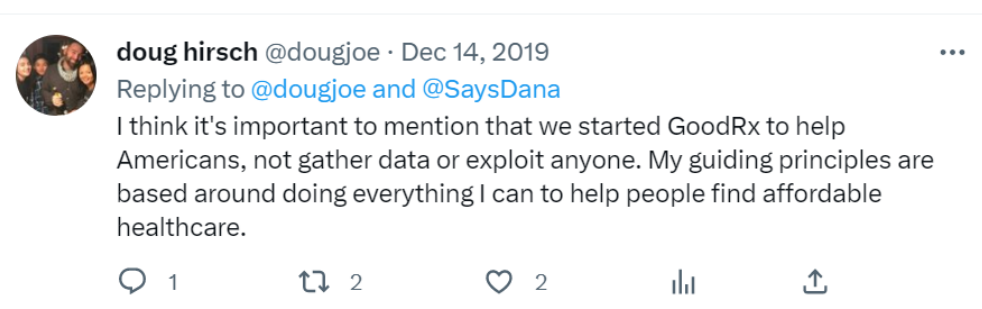 doug hirsch @dougjoe · Dec 14, 2019
Replying to @dougjoe and @SaysDana
I think it's important to mention that we started GoodRx to help
Americans, not gather data or exploit anyone. My guiding principles are
based around doing everything I can to help people find affordable
healthcare.
1 2 2